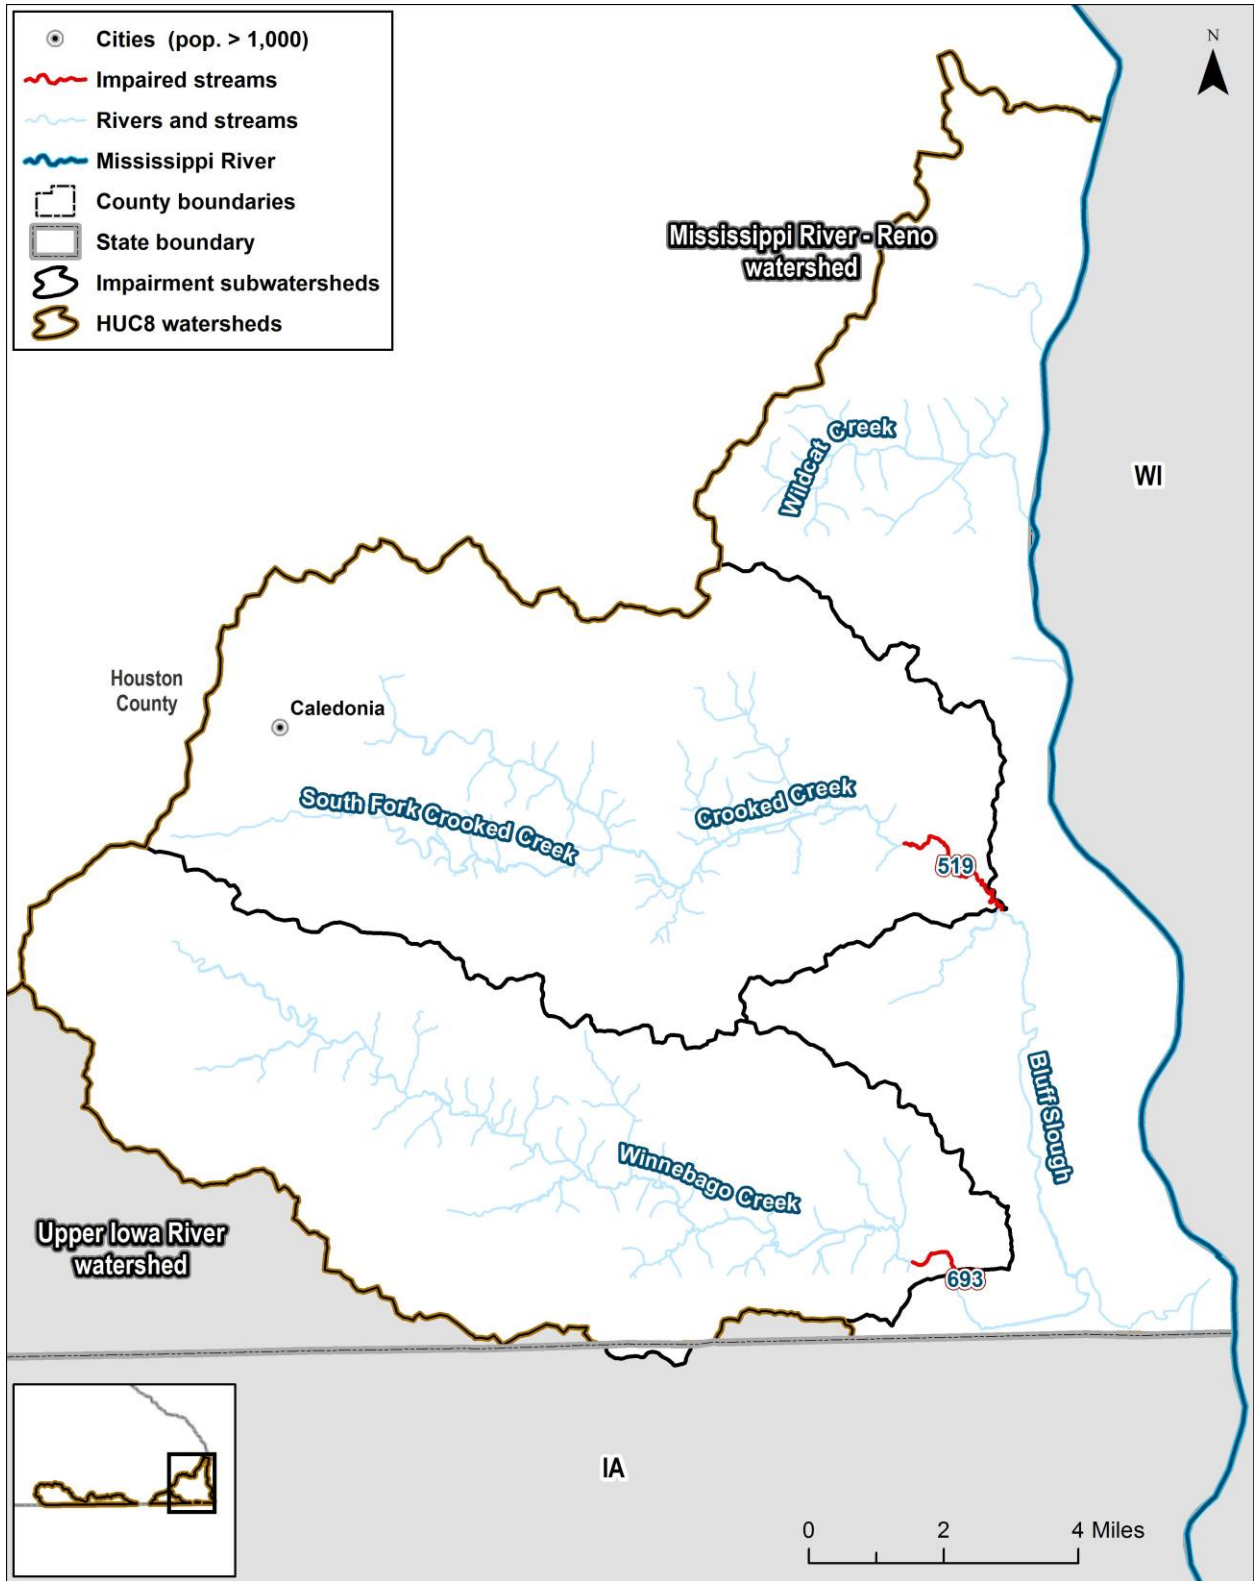 Cities (pop. > 1,000)
Impaired streams
Rivers and streams
Mississippi River
County boundaries
State boundary
Impairment subwatersheds
HUC8 watersheds
N
Mississippi River - Reno
watershed
Wildcat Creek
WI
Houston
County
Caledonia
South Fork Crooked Creek
Crooked Creek
519
Bluff Slough
Winnebago Creek
Upper Iowa River
watershed
693
IA
0 2 4 Miles